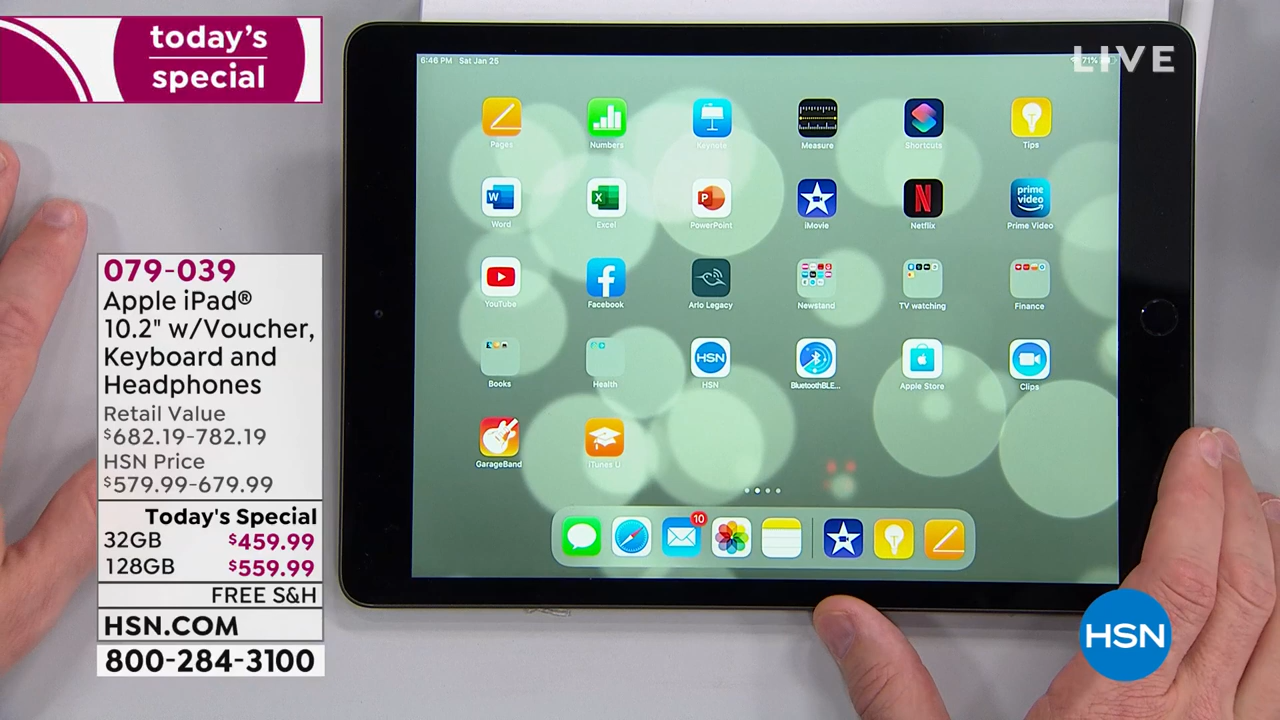 today's
special
LIVE
079-039
Apple iPad®
10.2" w/Voucher,
Keyboard and
Headphones
Retail Value
$682.19-782.19
HSN Price
$579.99-679.99
Today's Special
32GB $459.99
128GB $559.99
FREE S&H
HSN.COM
800-284-3100
6:46 PM Sat Jan 25
71%
Pages Numbers Keynote Measure Shortcuts Tips
Word Excel PowerPoint iMovie Netflix Prime Video
prime
video
YouTube Facebook Arlo Legacy Newsstand TV watching Finance
HSN
Books Health HSN BluetoothBLE... Apple Store Clips
GarageBand iTunes U
10
HSN